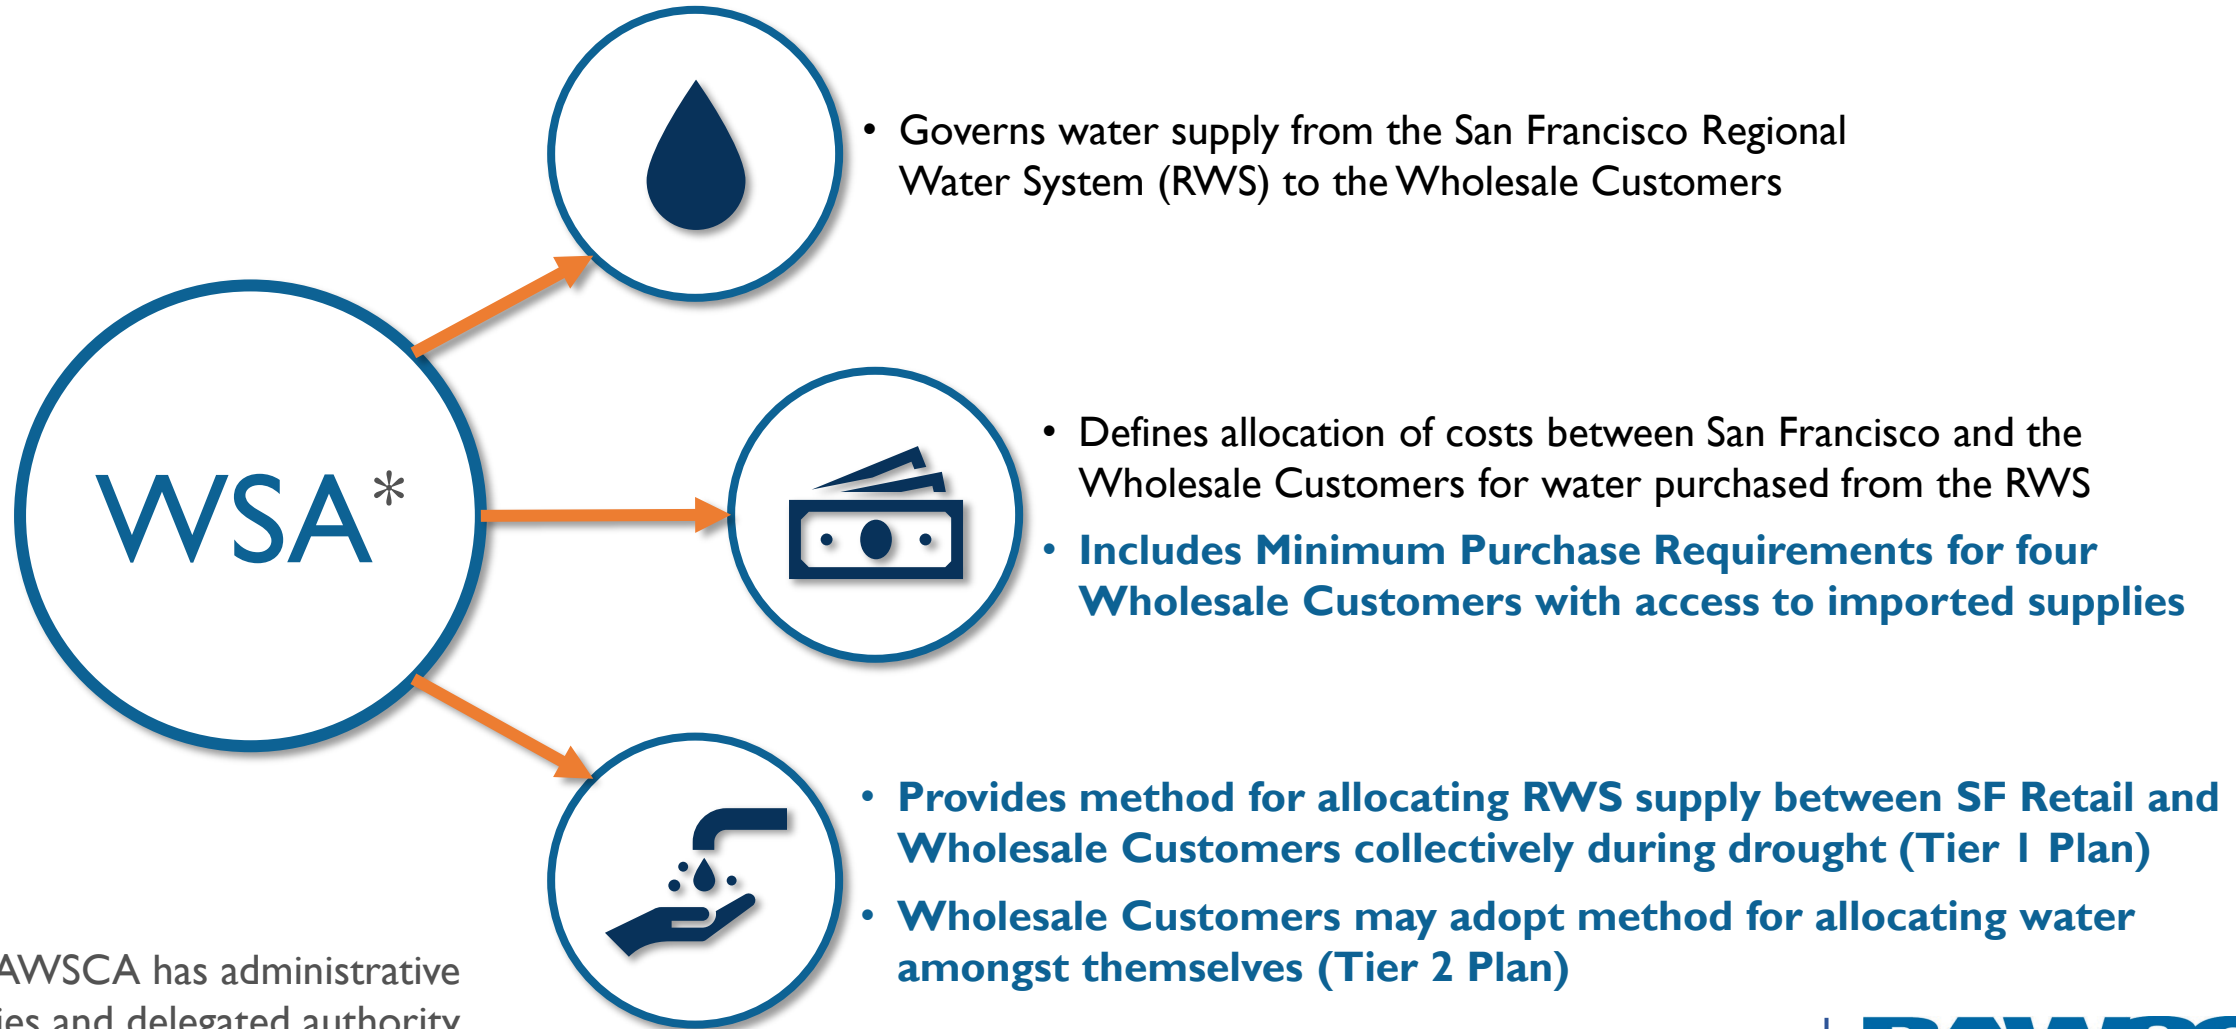 • Governs water supply from the San Francisco Regional
Water System (RWS) to the Wholesale Customers
WSA*
• Defines allocation of costs between San Francisco and the
Wholesale Customers for water purchased from the RWS
• Includes Minimum Purchase Requirements for four
Wholesale Customers with access to imported supplies
• Provides method for allocating RWS supply between SF Retail and
Wholesale Customers collectively during drought (Tier 1 Plan)
• Wholesale Customers may adopt method for allocating water
amongst themselves (Tier 2 Plan)
AWSCA has administrative
and delegated authority